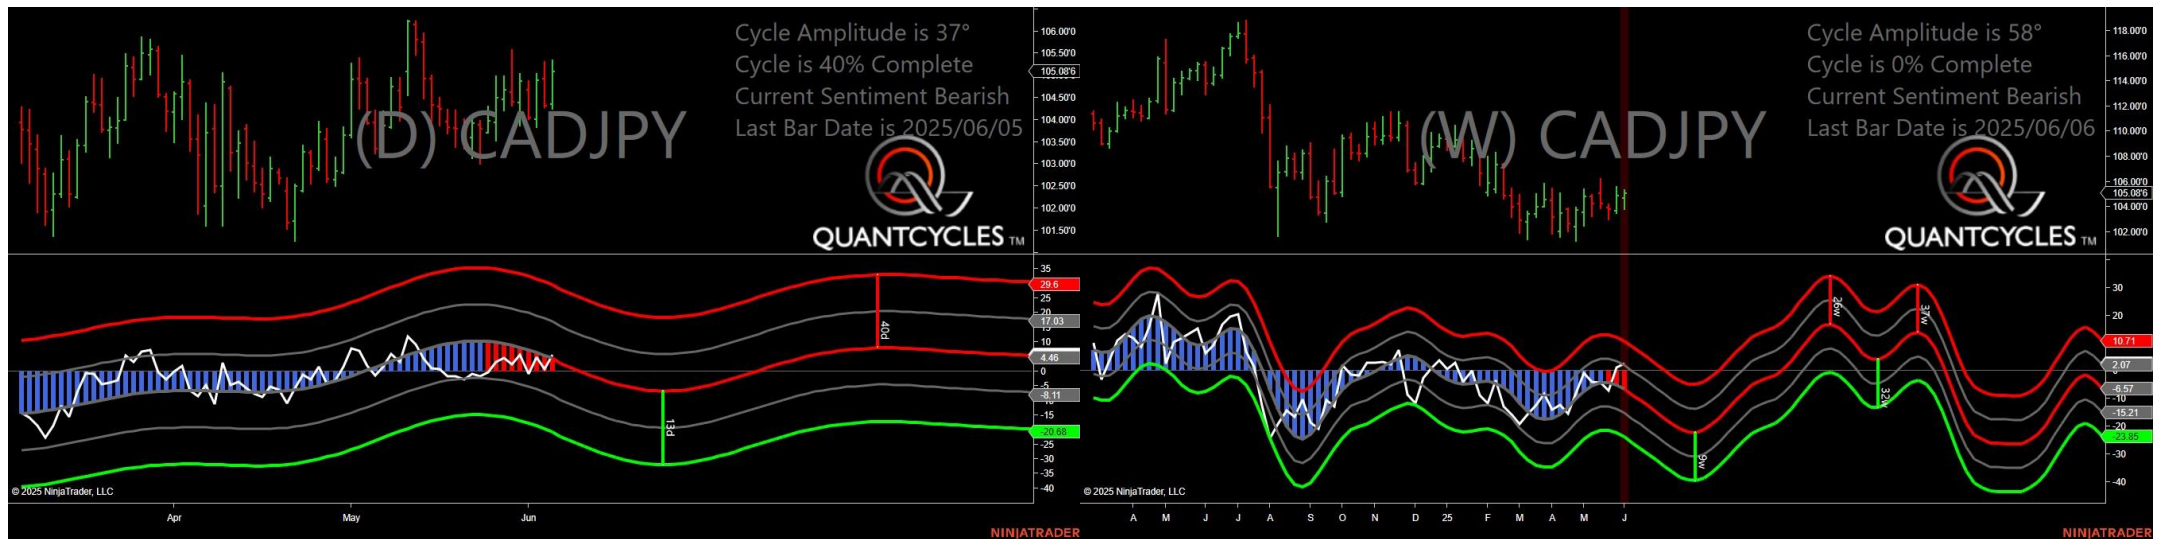 Cycle Amplitude is 37°
Cycle is 40% Complete
Current Sentiment Bearish
Last Bar Date is 2025/06/05
(D) CADJPY
QUANTCYCLES TM
106.00'0
105.50'0
105.08'6
104.50'0
104.00'0
103.50'0
103.00'0
102.50'0
102.00'0
101.50'0
35
29.6
25
20
17.03
10
4.46
0
-5
-8.11
-15
-20.68
-25
-30
-35
-40
40d
13d
© 2025 NinjaTrader, LLC
Apr May Jun
NINJATRADER
Cycle Amplitude is 58°
Cycle is 0% Complete
Current Sentiment Bearish
Last Bar Date is 2025/06/06
(W) CADJPY
QUANTCYCLES TM
118.00'0
116.00'0
114.00'0
112.00'0
110.00'0
108.00'0
106.00'0
105.08'6
104.00'0
102.00'0
30
20
10.71
2.07
-6.57
-10
-15.21
-23.85
-30
-40
26w
37w
32w
9w
© 2025 NinjaTrader, LLC
A M J J A S O N D 25 F M A M J
NINJATRADER